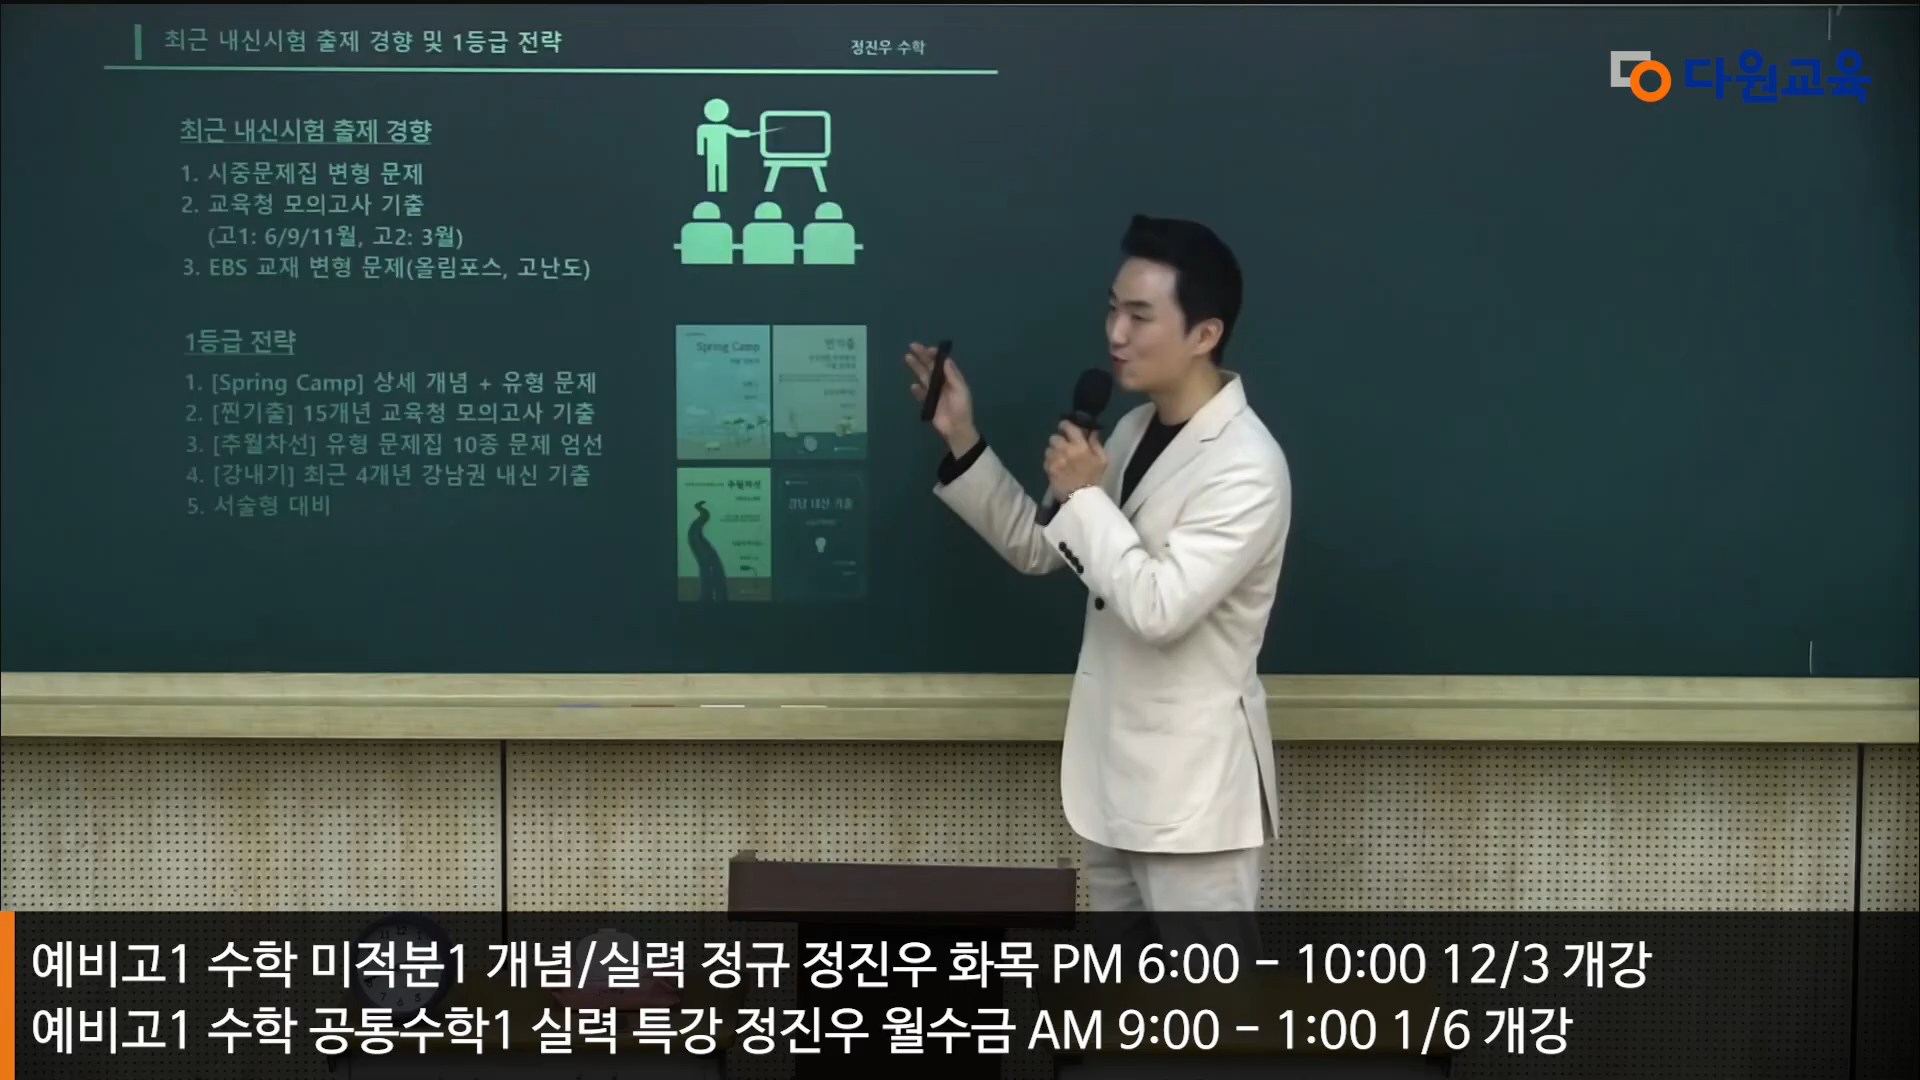 최근 내신시험 출제 경향 및 1등급 전략
정진우 수학
다원교육
최근 내신시험 출제 경향
1. 시중문제집 변형 문제
2. 교육청 모의고사 기출
(고1: 6/9/11월, 고2: 3월)
3. EBS 교재 변형 문제(올림포스, 고난도)
1등급 전략
1. [Spring Camp] 상세 개념 + 유형 문제
2. [찐기출] 15개년 교육청 모의고사 기출
3. [추월차선] 유형 문제집 10종 문제 엄선
4. [강내기] 최근 4개년 강남권 내신 기출
5. 서술형 대비
Spring Camp
찐기출
추월차선
강남 내신 기출
예비고1 수학 미적분1 개념/실력 정규 정진우 화목 PM 6:00 - 10:00 12/3 개강
예비고1 수학 공통수학1 실력 특강 정진우 월수금 AM 9:00 - 1:00 1/6 개강